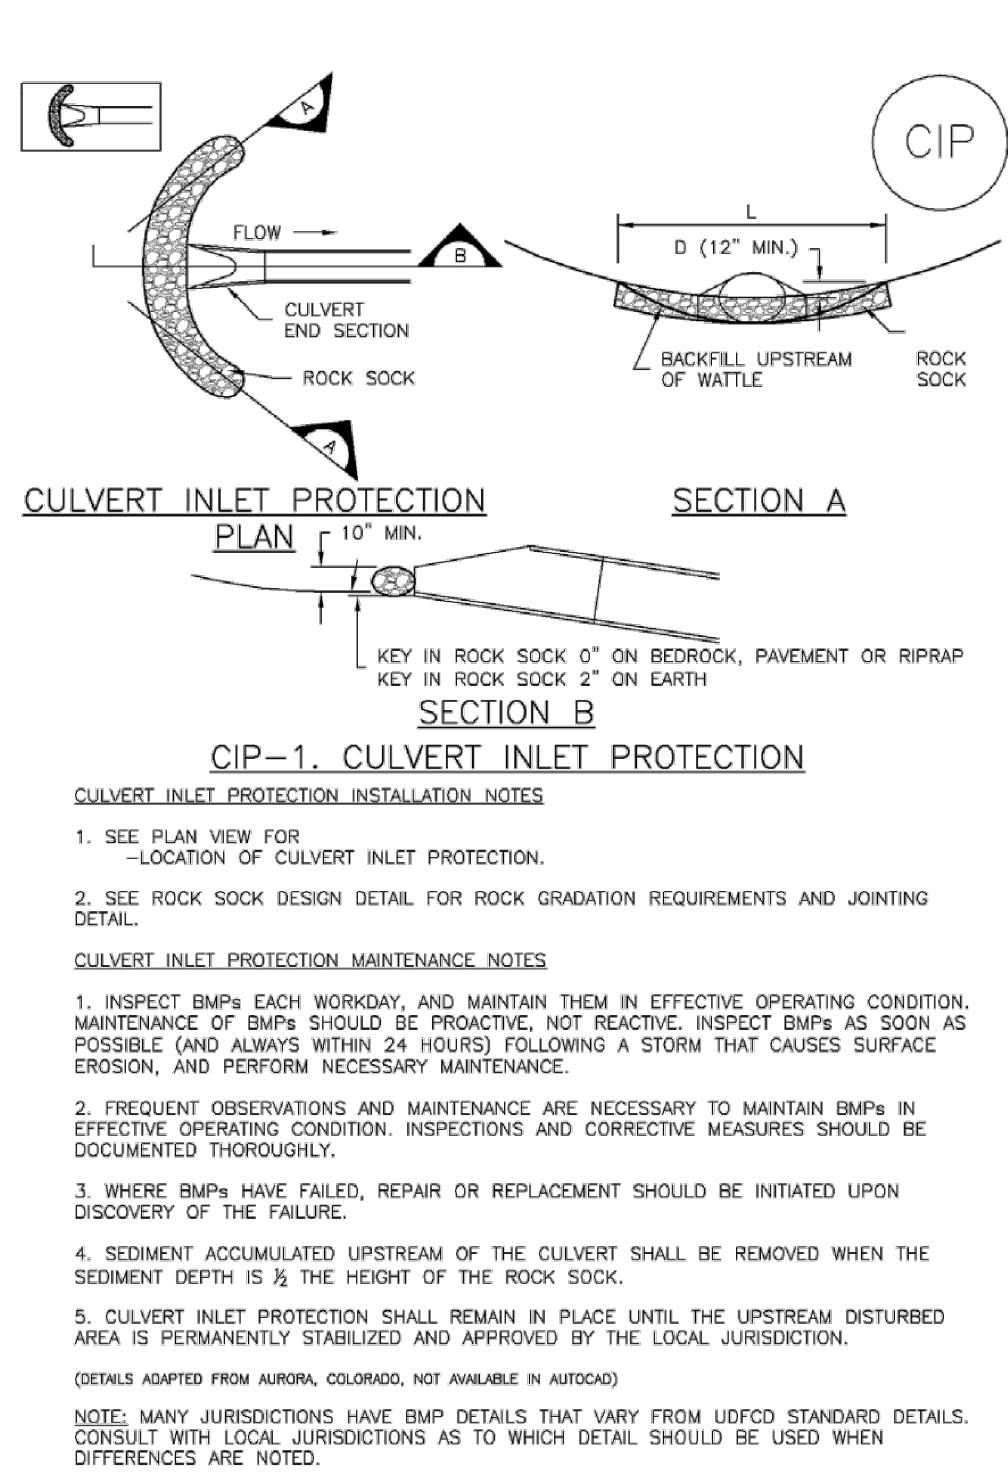 A
CIP
FLOW
B
CULVERT
END SECTION
ROCK SOCK
A
L
D (12" MIN.)
BACKFILL UPSTREAM
OF WATTLE
ROCK
SOCK
CULVERT INLET PROTECTION
PLAN
SECTION A
10" MIN.
KEY IN ROCK SOCK 0" ON BEDROCK, PAVEMENT OR RIPRAP
KEY IN ROCK SOCK 2" ON EARTH
SECTION B
CIP-1. CULVERT INLET PROTECTION
CULVERT INLET PROTECTION INSTALLATION NOTES
1. SEE PLAN VIEW FOR
-LOCATION OF CULVERT INLET PROTECTION.
2. SEE ROCK SOCK DESIGN DETAIL FOR ROCK GRADATION REQUIREMENTS AND JOINTING
DETAIL.
CULVERT INLET PROTECTION MAINTENANCE NOTES
1. INSPECT BMPs EACH WORKDAY, AND MAINTAIN THEM IN EFFECTIVE OPERATING CONDITION.
MAINTENANCE OF BMPs SHOULD BE PROACTIVE, NOT REACTIVE. INSPECT BMPs AS SOON AS
POSSIBLE (AND ALWAYS WITHIN 24 HOURS) FOLLOWING A STORM THAT CAUSES SURFACE
EROSION, AND PERFORM NECESSARY MAINTENANCE.
2. FREQUENT OBSERVATIONS AND MAINTENANCE ARE NECESSARY TO MAINTAIN BMPs IN
EFFECTIVE OPERATING CONDITION. INSPECTIONS AND CORRECTIVE MEASURES SHOULD BE
DOCUMENTED THOROUGHLY.
3. WHERE BMPs HAVE FAILED, REPAIR OR REPLACEMENT SHOULD BE INITIATED UPON
DISCOVERY OF THE FAILURE.
4. SEDIMENT ACCUMULATED UPSTREAM OF THE CULVERT SHALL BE REMOVED WHEN THE
SEDIMENT DEPTH IS ½ THE HEIGHT OF THE ROCK SOCK.
5. CULVERT INLET PROTECTION SHALL REMAIN IN PLACE UNTIL THE UPSTREAM DISTURBED
AREA IS PERMANENTLY STABILIZED AND APPROVED BY THE LOCAL JURISDICTION.
(DETAILS ADAPTED FROM AURORA, COLORADO, NOT AVAILABLE IN AUTOCAD)
NOTE: MANY JURISDICTIONS HAVE BMP DETAILS THAT VARY FROM UDFCD STANDARD DETAILS.
CONSULT WITH LOCAL JURISDICTIONS AS TO WHICH DETAIL SHOULD BE USED WHEN
DIFFERENCES ARE NOTED.